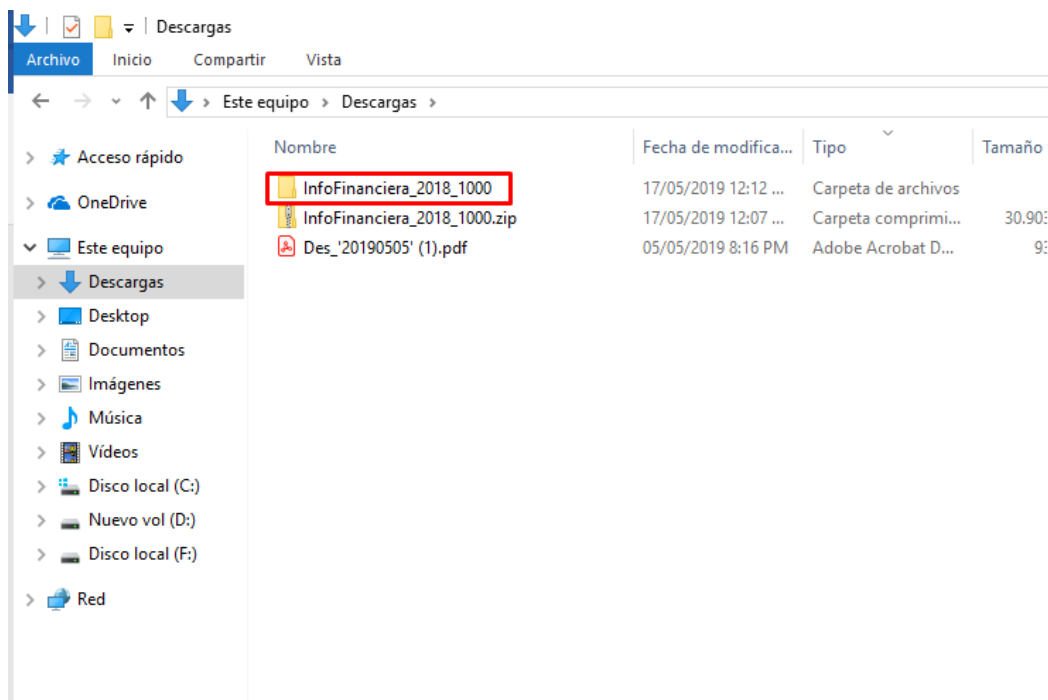 Descargas
Archivo Inicio Compartir Vista
Este equipo Descargas
Nombre Fecha de modifica... Tipo Tamaño
InfoFinanciera_2018_1000 17/05/2019 12:12 ... Carpeta de archivos
InfoFinanciera_2018_1000.zip 17/05/2019 12:07 ... Carpeta comprimi... 30.903
Des_'20190505' (1).pdf 05/05/2019 8:16 PM Adobe Acrobat D... 93
Acceso rápido
OneDrive
Este equipo
Descargas
Desktop
Documentos
Imágenes
Música
Vídeos
Disco local (C:)
Nuevo vol (D:)
Disco local (F:)
Red